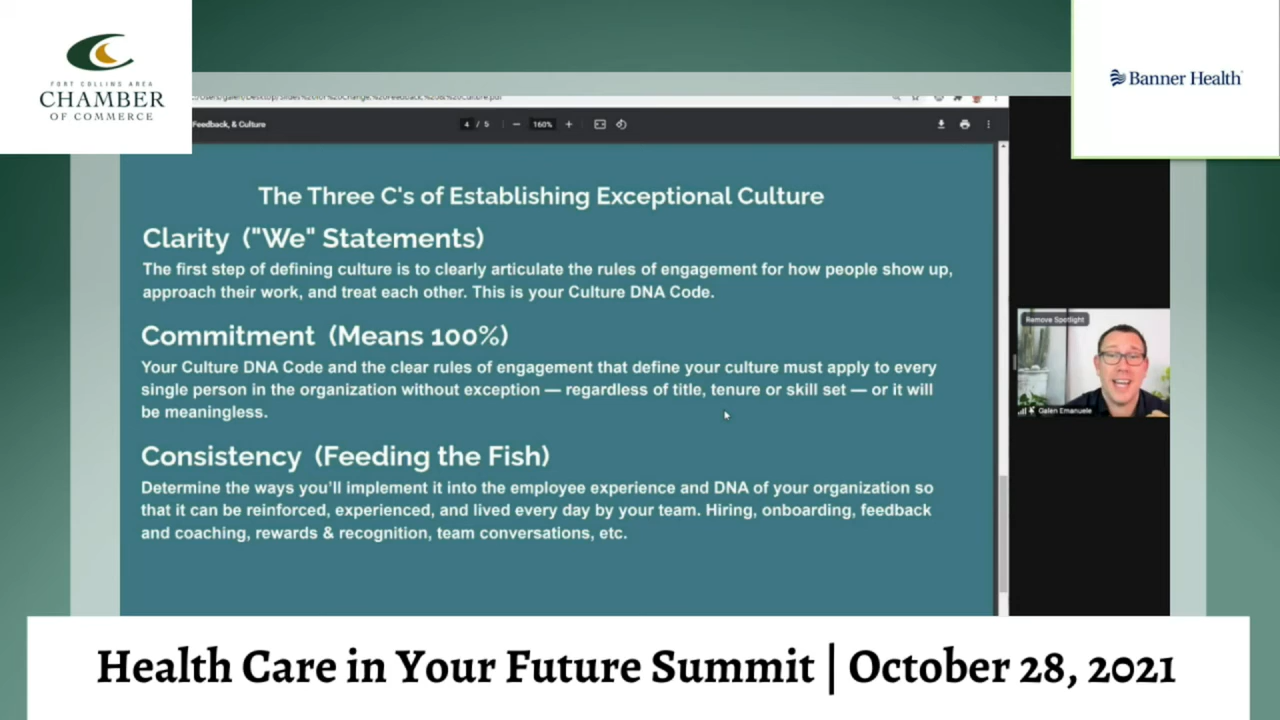 FORT COLLINS AREA
CHAMBER
OF COMMERCE
Banner Health
Feedback, & Culture
4 / 5
160%
The Three C's of Establishing Exceptional Culture
Clarity ("We" Statements)
The first step of defining culture is to clearly articulate the rules of engagement for how people show up,
approach their work, and treat each other. This is your Culture DNA Code.
Commitment (Means 100%)
Your Culture DNA Code and the clear rules of engagement that define your culture must apply to every
single person in the organization without exception — regardless of title, tenure or skill set — or it will
be meaningless.
Consistency (Feeding the Fish)
Determine the ways you'll implement it into the employee experience and DNA of your organization so
that it can be reinforced, experienced, and lived every day by your team. Hiring, onboarding, feedback
and coaching, rewards & recognition, team conversations, etc.
Remove Spotlight
Galen Emanuele
Health Care in Your Future Summit | October 28, 2021